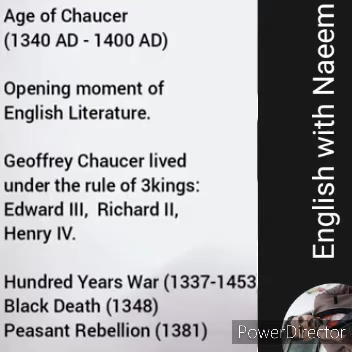 Age of Chaucer
(1340 AD - 1400 AD)
Opening moment of
English Literature.
Geoffrey Chaucer lived
under the rule of 3kings:
Edward III, Richard II,
Henry IV.
Hundred Years War (1337-1453
Black Death (1348)
Peasant Rebellion (1381)
English with Naeem
PowerDirector